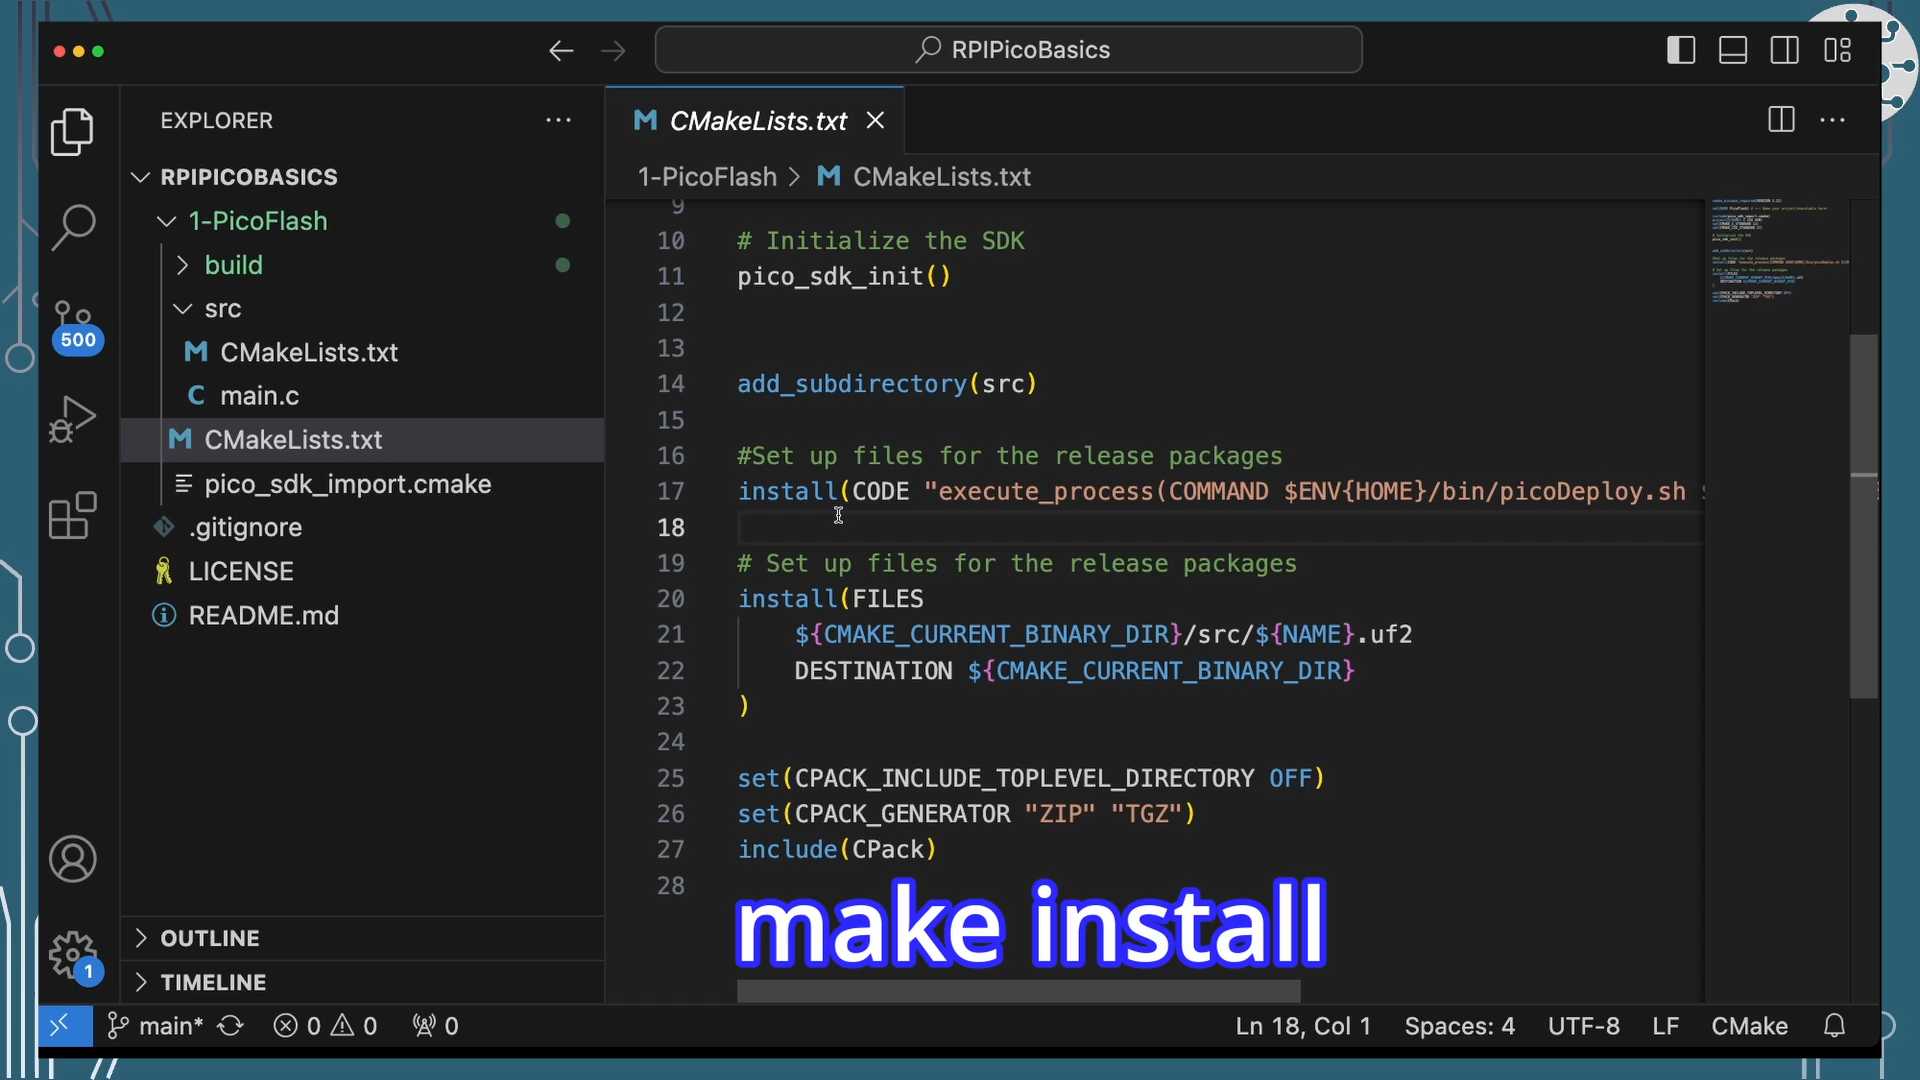 RPIPicoBasics
EXPLORER
CMakeLists.txt
RPIPICOBASICS
1-PicoFlash
build
src
CMakeLists.txt
main.c
CMakeLists.txt
pico_sdk_import.cmake
.gitignore
LICENSE
README.md
OUTLINE
TIMELINE
500
1
1-PicoFlash > CMakeLists.txt
9
10 # Initialize the SDK
11 pico_sdk_init()
12
13
14 add_subdirectory(src)
15
16 #Set up files for the release packages
17 install(CODE "execute_process(COMMAND $ENV{HOME}/bin/picoDeploy.sh
18
19 # Set up files for the release packages
20 install(FILES
21 ${CMAKE_CURRENT_BINARY_DIR}/src/${NAME}.uf2
22 DESTINATION ${CMAKE_CURRENT_BINARY_DIR}
23 )
24
25 set(CPACK_INCLUDE_TOPLEVEL_DIRECTORY OFF)
26 set(CPACK_GENERATOR "ZIP" "TGZ")
27 include(CPack)
28
make install
main* 0 0 0 Ln 18, Col 1 Spaces: 4 UTF-8 LF CMake